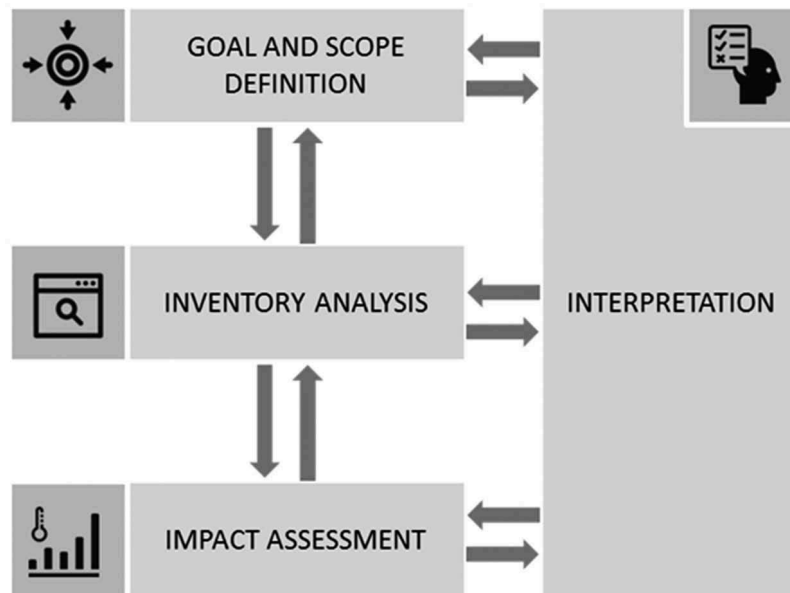 GOAL AND SCOPE
DEFINITION
INVENTORY ANALYSIS
INTERPRETATION
IMPACT ASSESSMENT